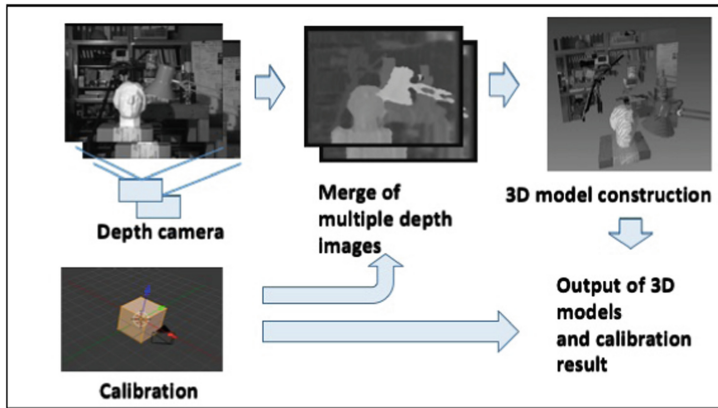 Depth camera
Merge of
multiple depth
images
3D model construction
Calibration
Output of 3D
models
and calibration
result